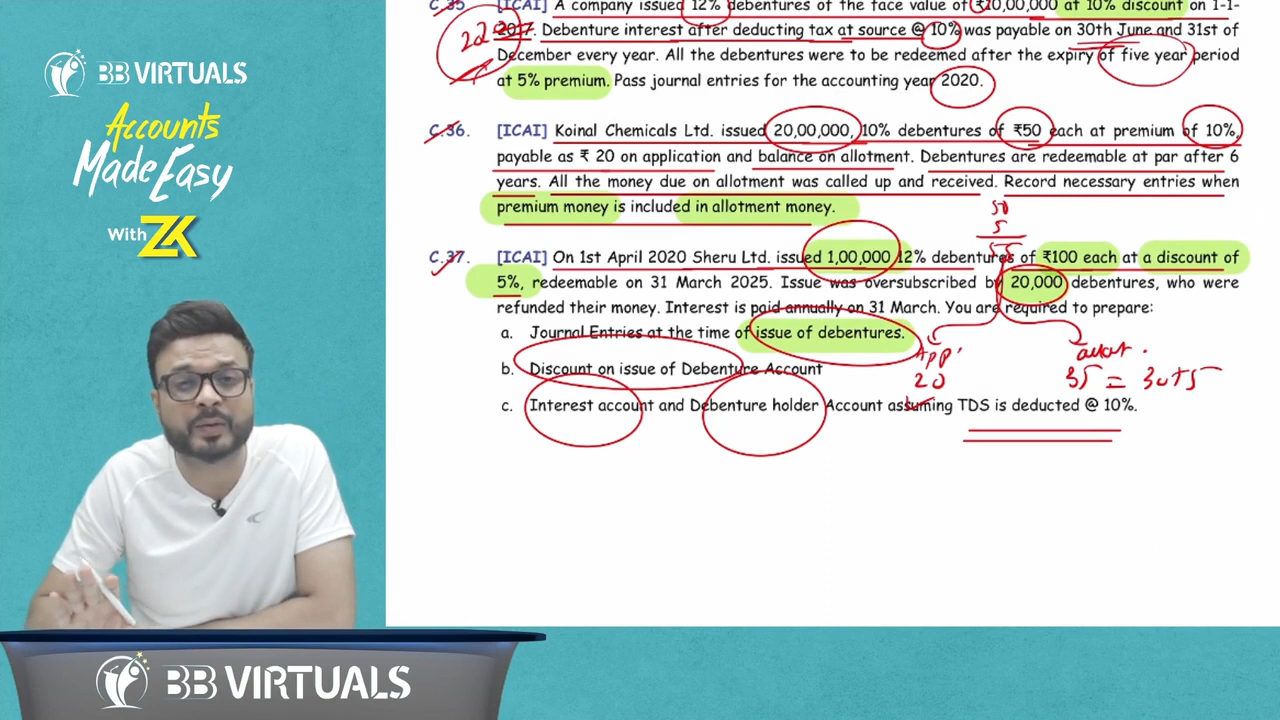 BB VIRTUALS
Accounts
Made Easy
With ZK
C.35 [ICAI] A company issued 12% debentures of the face value of ₹10,00,000 at 10% discount on 1-1-
2017. Debenture interest after deducting tax at source @ 10% was payable on 30th June and 31st of
December every year. All the debentures were to be redeemed after the expiry of five year period
at 5% premium. Pass journal entries for the accounting year 2020.
C.36. [ICAI] Koinal Chemicals Ltd. issued 20,00,000, 10% debentures of ₹50 each at premium of 10%,
payable as ₹ 20 on application and balance on allotment. Debentures are redeemable at par after 6
years. All the money due on allotment was called up and received. Record necessary entries when
premium money is included in allotment money.
50
5
55
C.37. [ICAI] On 1st April 2020 Sheru Ltd. issued 1,00,000 12% debentures of ₹100 each at a discount of
5%, redeemable on 31 March 2025. Issue was oversubscribed by 20,000 debentures, who were
refunded their money. Interest is paid annually on 31 March. You are required to prepare:
a. Journal Entries at the time of issue of debentures.
b. Discount on issue of Debenture Account
App.
20
35 = 30+5
c. Interest account and Debenture holder Account assuming TDS is deducted @ 10%.
BB VIRTUALS